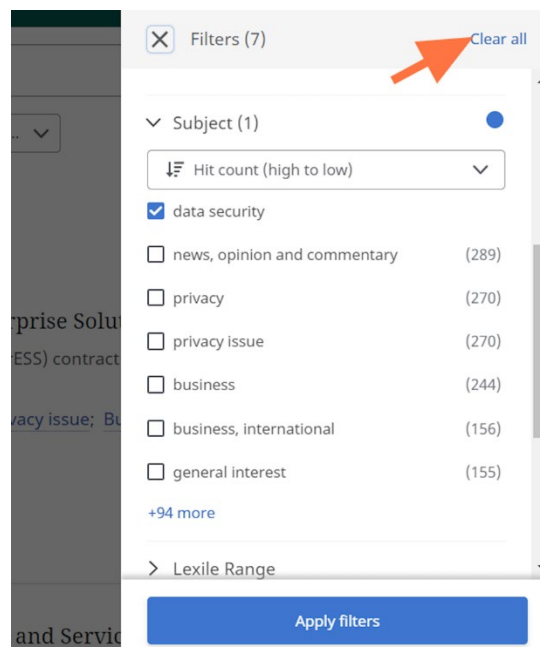 Filters (7)
Clear all
Subject (1)
Hit count (high to low)
data security
news, opinion and commentary (289)
privacy (270)
privacy issue (270)
business (244)
business, international (156)
general interest (155)
+94 more
Lexile Range
Apply filters
rprise Solut
ESS) contract
vacy issue; Bu
and Servic